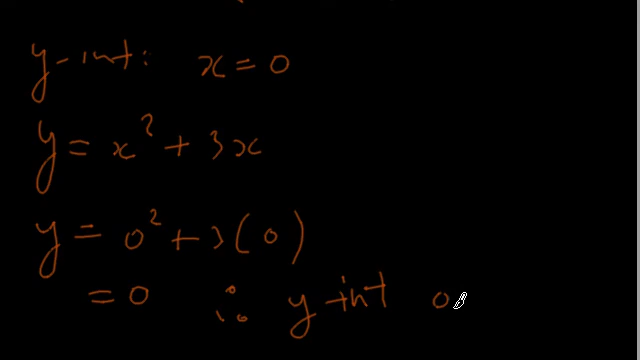 y-int: x = 0
y = x² + 3x
y = 0² + 3(0)
= 0 ∴ y int 0